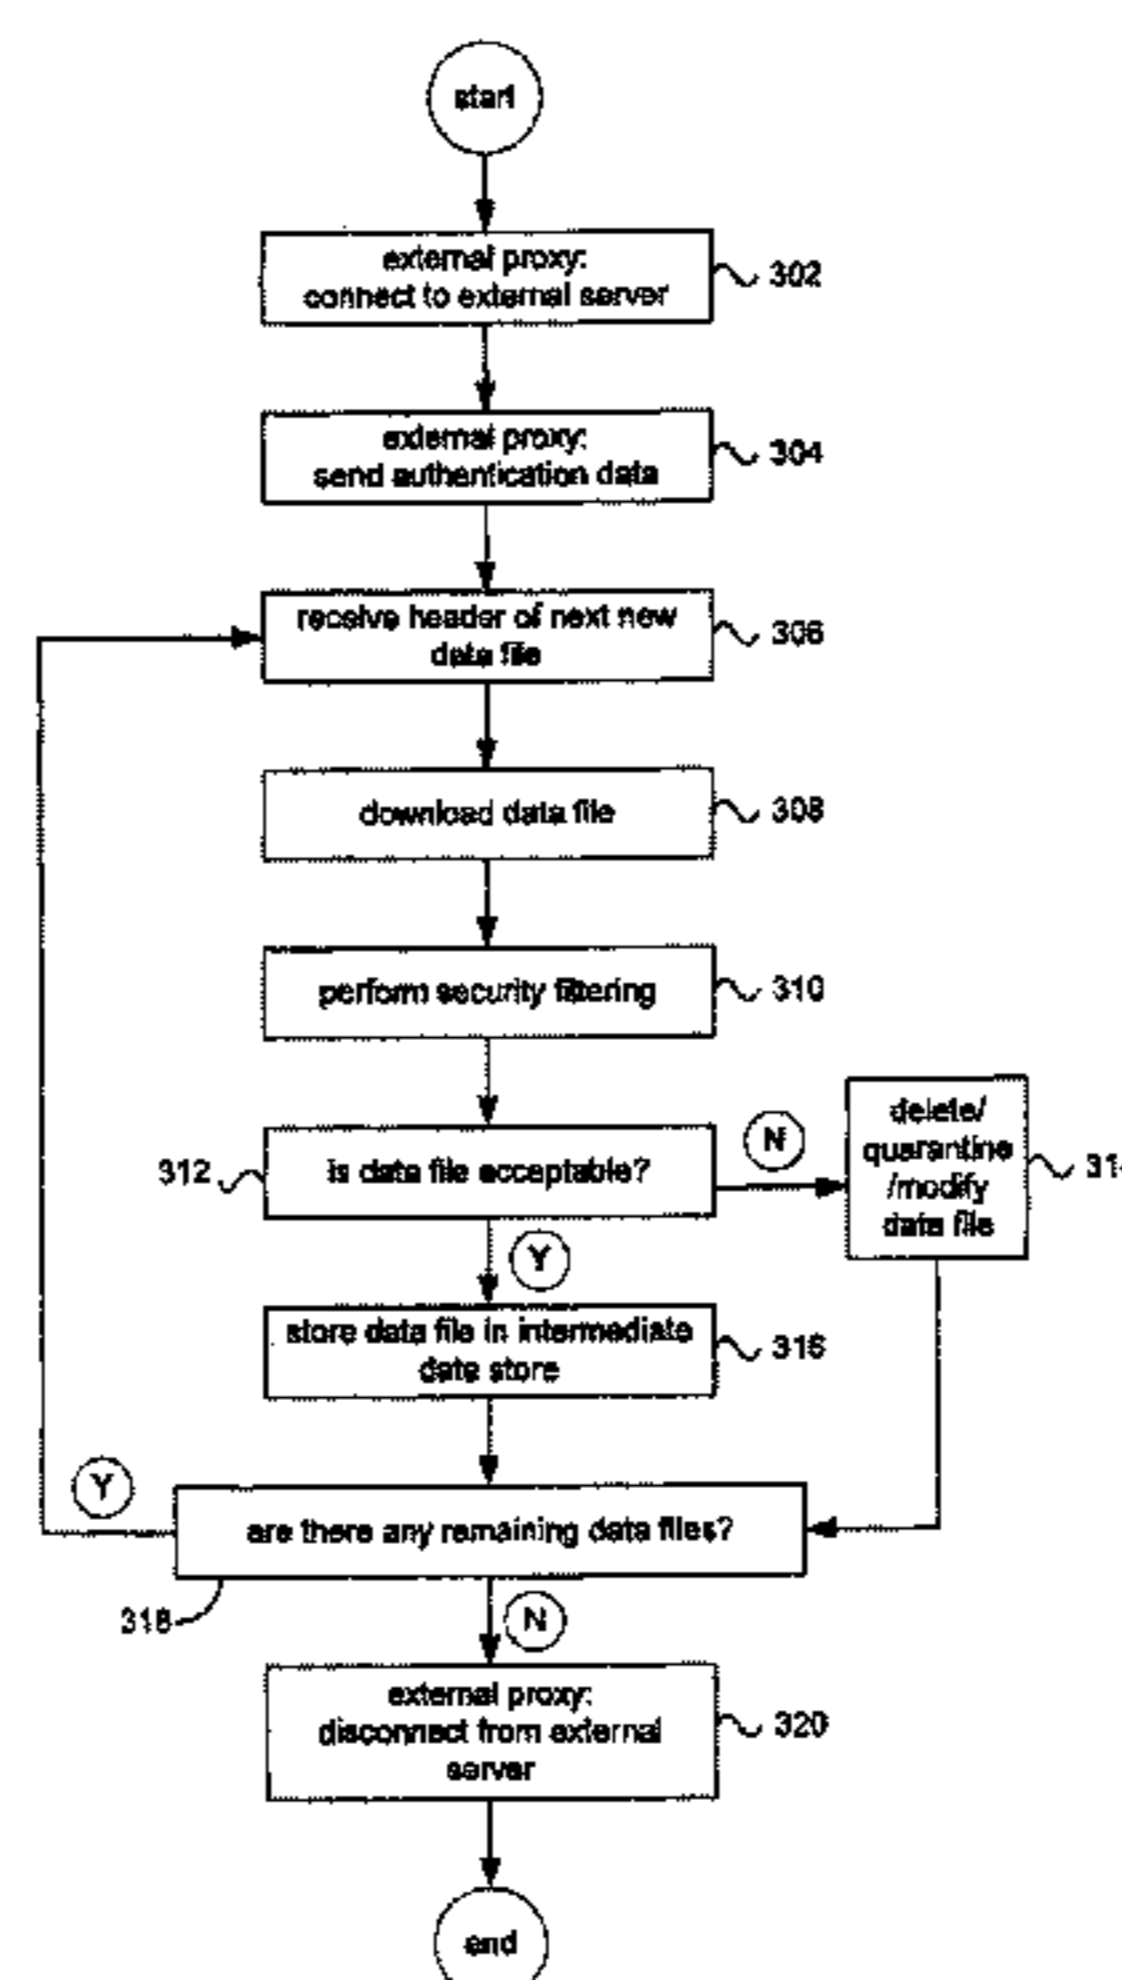 start
external proxy:
connect to external server
302
external proxy:
send authentication data
304
receive header of next new
data file
306
download data file
308
perform security filtering
310
312
is data file acceptable?
N
delete/
quarantine
/modify
data file
Y
store data file in intermediate
data store
316
Y
are there any remaining data files?
318
N
external proxy:
disconnect from external
server
320
end